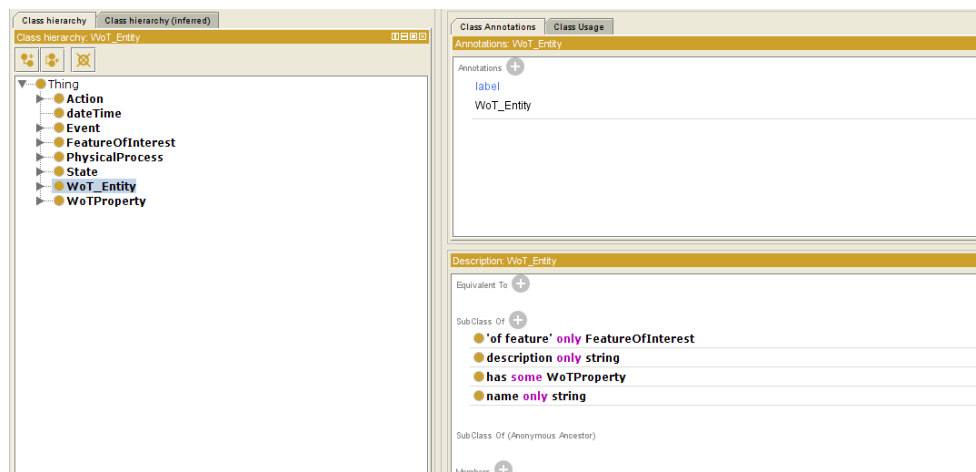 Class hierarchy Class hierarchy (inferred)
Class hierarchy: WoT_Entity
Thing
Action
dateTime
Event
FeatureOfInterest
PhysicalProcess
State
WoT_Entity
WoTProperty
Class Annotations Class Usage
Annotations: WoT_Entity
Annotations
label
WoT_Entity
Description: WoT_Entity
Equivalent To
SubClass Of
'of feature' only FeatureOfInterest
description only string
has some WoTProperty
name only string
SubClass Of (Anonymous Ancestor)
Members